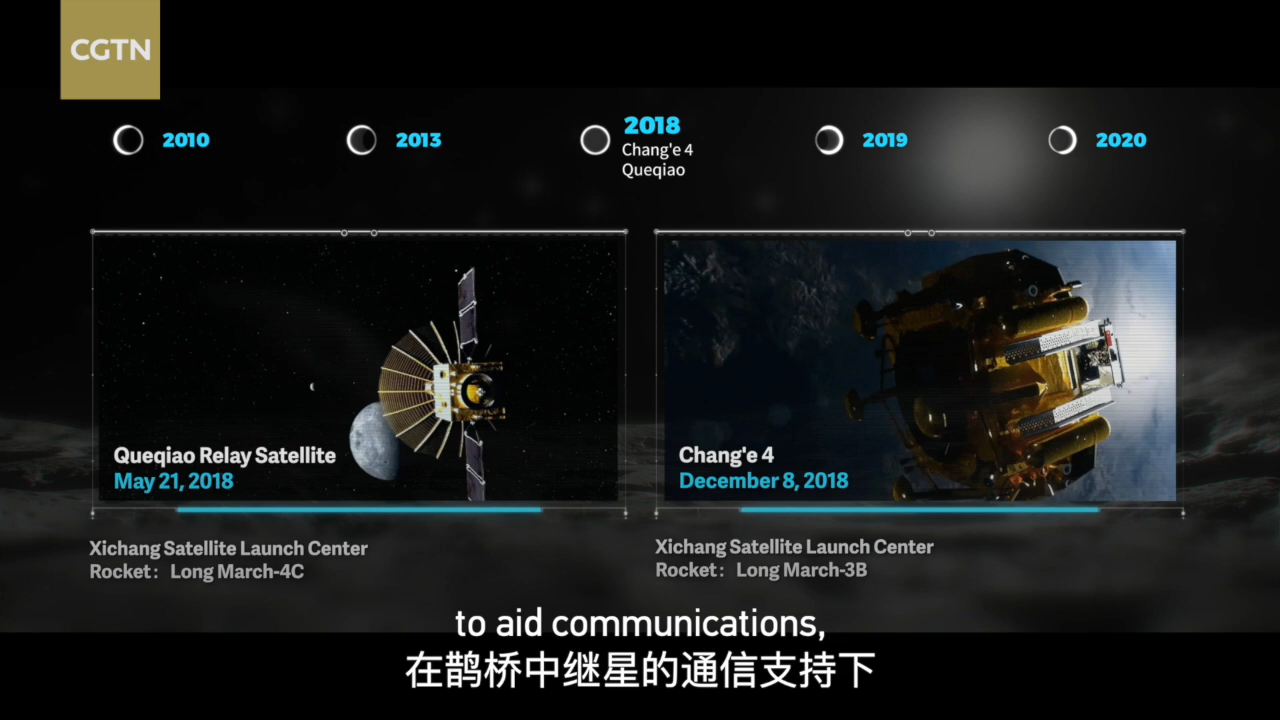 CGTN
2010
2013
2018
Chang'e 4
Queqiao
2019
2020
Queqiao Relay Satellite
May 21, 2018
Chang'e 4
December 8, 2018
Xichang Satellite Launch Center
Rocket： Long March-4C
Xichang Satellite Launch Center
Rocket： Long March-3B
to aid communications,
在鹊桥中继星的通信支持下